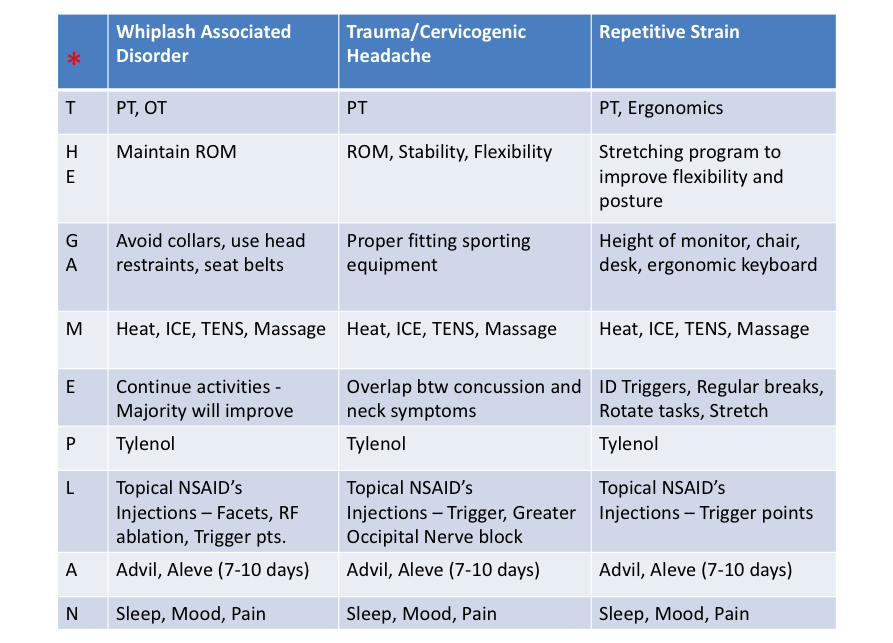 *
Whiplash Associated
Disorder
Trauma/Cervicogenic
Headache
Repetitive Strain
T
PT, OT
PT
PT, Ergonomics
H
E
Maintain ROM
ROM, Stability, Flexibility
Stretching program to
improve flexibility and
posture
G
A
Avoid collars, use head
restraints, seat belts
Proper fitting sporting
equipment
Height of monitor, chair,
desk, ergonomic keyboard
M
Heat, ICE, TENS, Massage
Heat, ICE, TENS, Massage
Heat, ICE, TENS, Massage
E
Continue activities -
Majority will improve
Overlap btw concussion and
neck symptoms
ID Triggers, Regular breaks,
Rotate tasks, Stretch
P
Tylenol
Tylenol
Tylenol
L
Topical NSAID’s
Injections – Facets, RF
ablation, Trigger pts.
Topical NSAID’s
Injections – Trigger, Greater
Occipital Nerve block
Topical NSAID’s
Injections – Trigger points
A
Advil, Aleve (7-10 days)
Advil, Aleve (7-10 days)
Advil, Aleve (7-10 days)
N
Sleep, Mood, Pain
Sleep, Mood, Pain
Sleep, Mood, Pain